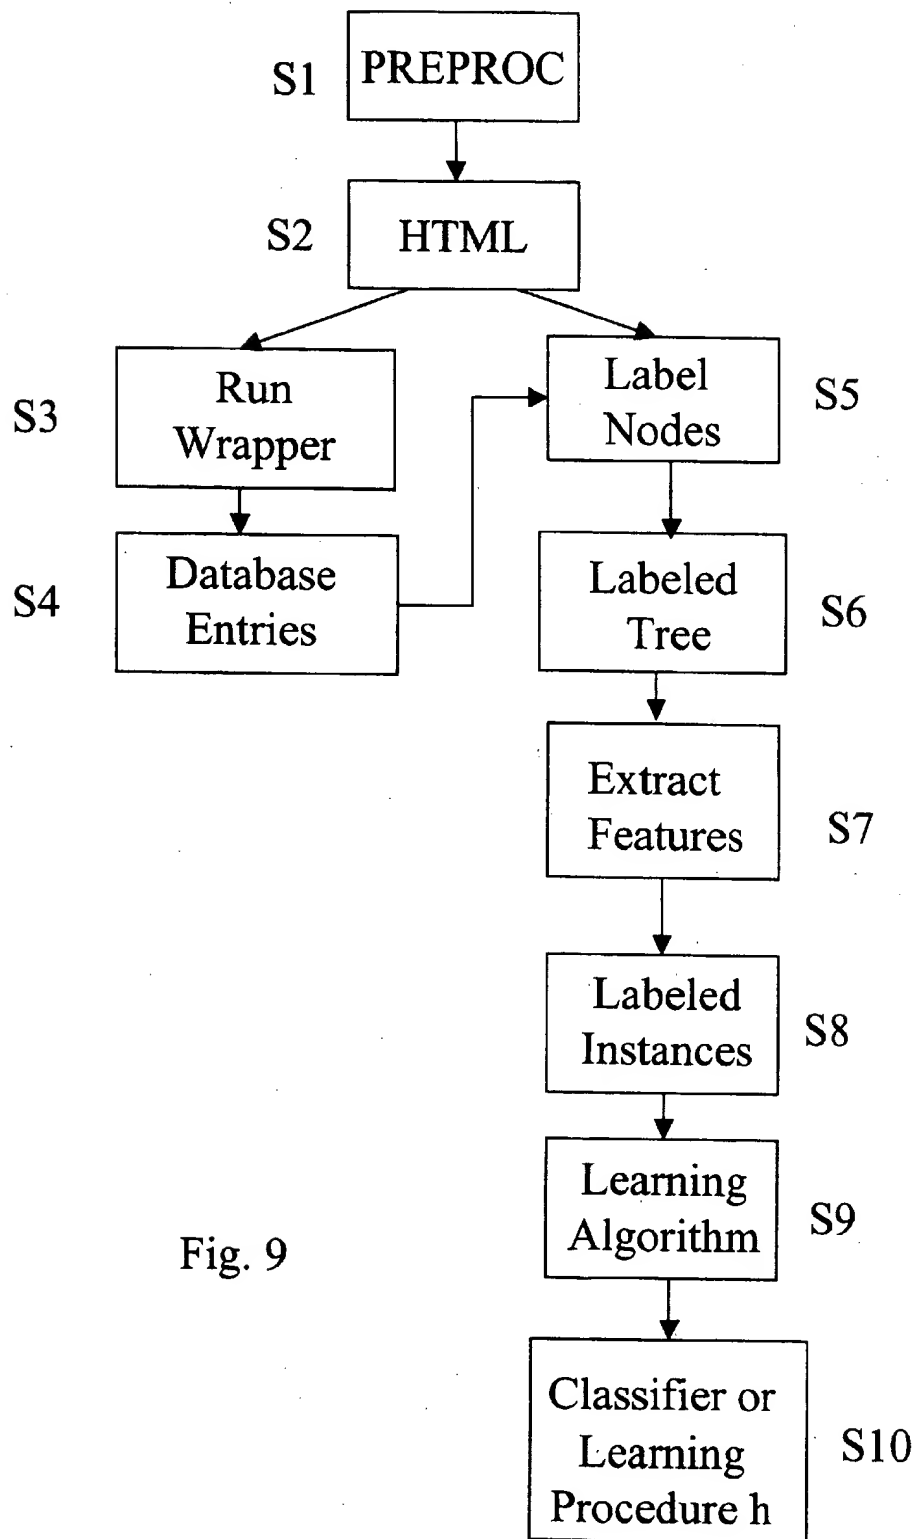 S1
PREPROC
S2
HTML
S3
Run
Wrapper
S4
Database
Entries
Label
Nodes
S5
Labeled
Tree
S6
Extract
Features
S7
Labeled
Instances
S8
Learning
Algorithm
S9
Fig. 9
Classifier or
Learning
Procedure h
S10